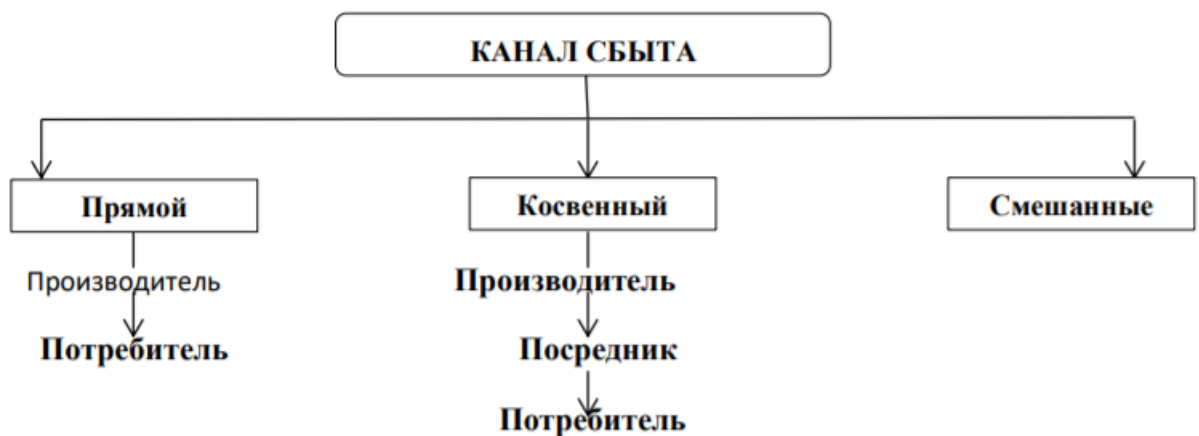 КАНАЛ СБЫТА
Прямой
Косвенный
Смешанные
Производитель
Производитель
Потребитель
Посредник
Потребитель